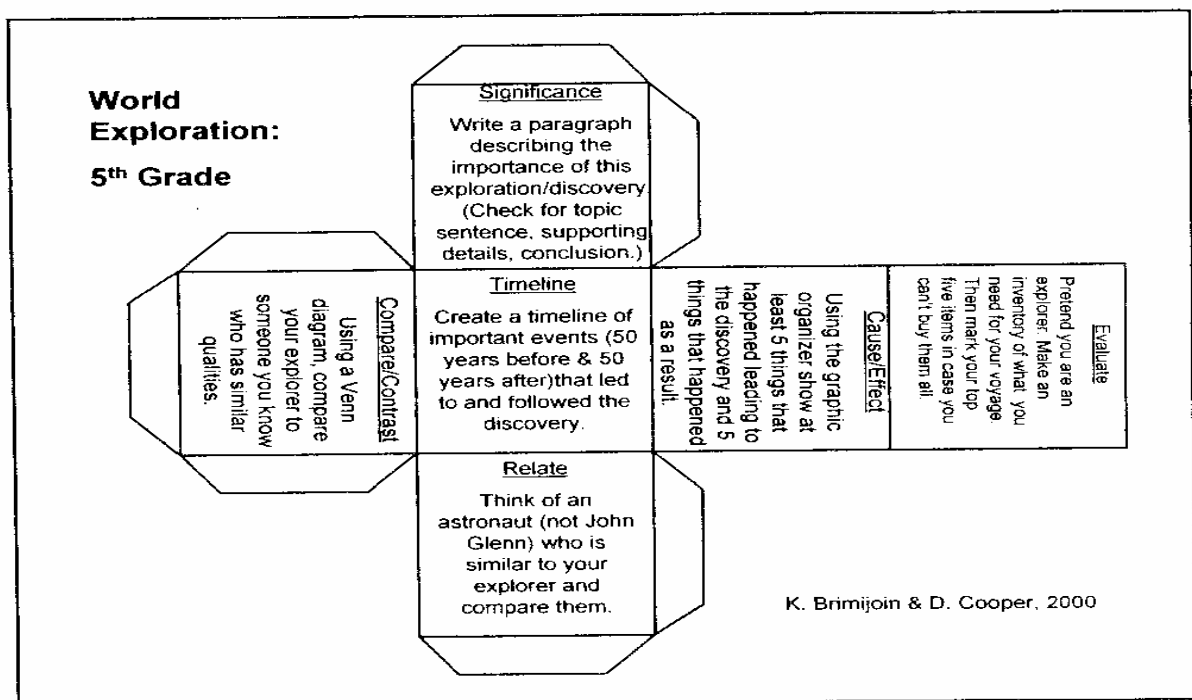 World
Exploration:
5th Grade
Significance
Write a paragraph
describing the
importance of this
exploration/discovery
(Check for topic
sentence, supporting
details, conclusion.)
Compare/Contrast
Using a Venn
diagram, compare
your explorer to
someone you know
who has similar
qualities.
Timeline
Create a timeline of
important events (50
years before & 50
years after)that led
to and followed the
discovery.
Cause/Effect
Using the graphic
organizer show at
least 5 things that
happened leading to
the discovery and 5
things that happened
as a result.
Evaluate
Pretend you are an
explorer. Make an
inventory of what you
need for your voyage.
Then mark your top
five items in case you
can't buy them all.
Relate
Think of an
astronaut (not John
Glenn) who is
similar to your
explorer and
compare them.
K. Brimijoin & D. Cooper, 2000